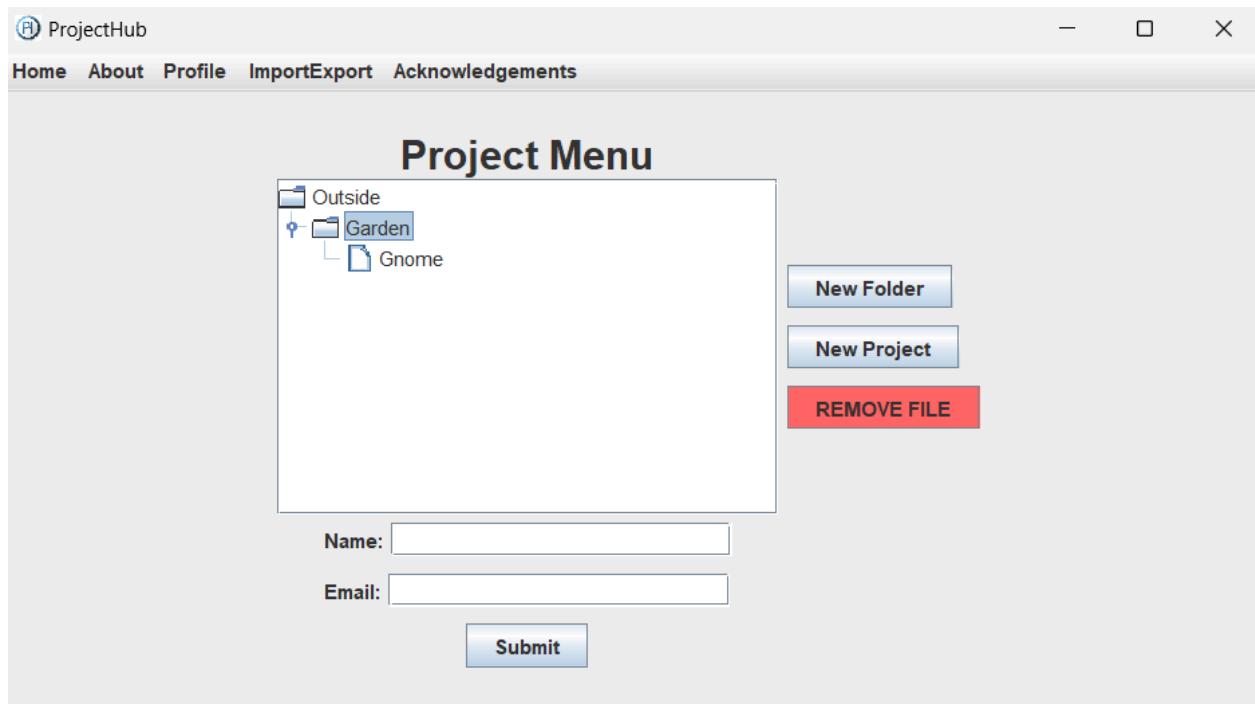 ProjectHub
Home About Profile ImportExport Acknowledgements
Project Menu
Outside
Garden
Gnome
New Folder
New Project
REMOVE FILE
Name:
Email:
Submit